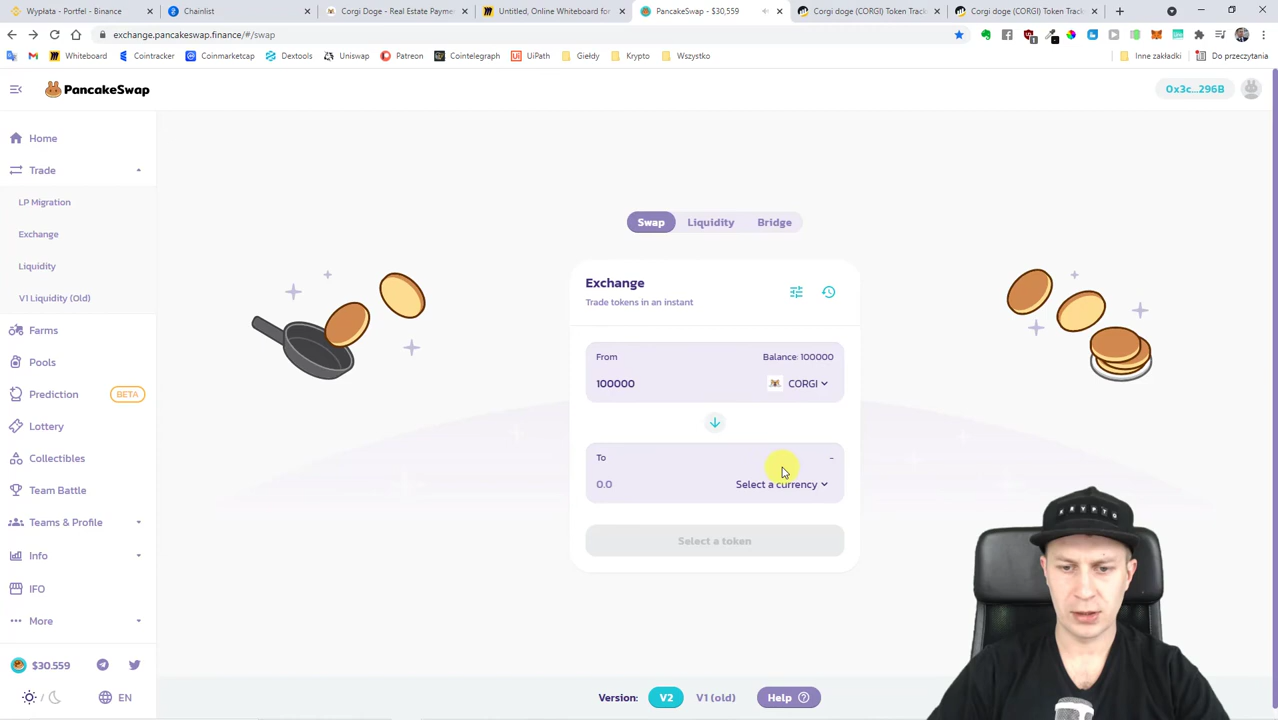 Wypłata - Portfel - Binance
Chainlist
Corgi Doge - Real Estate Payme
Untitled, Online Whiteboard for
PancakeSwap - $30,559
Corgi doge (CORGI) Token Track
Corgi doge (CORGI) Token Track
exchange.pancakeswap.finance/#/swap
Whiteboard
Cointracker
Coinmarketcap
Dextools
Uniswap
Patreon
Cointelegraph
UiPath
Giełdy
Krypto
Wszystko
Inne zakładki
Do przeczytania
PancakeSwap
0x3c...296B
Home
Trade
LP Migration
Exchange
Liquidity
V1 Liquidity (Old)
Farms
Pools
Prediction
BETA
Lottery
Collectibles
Team Battle
Teams & Profile
Info
IFO
More
$30.559
EN
Swap
Liquidity
Bridge
Exchange
Trade tokens in an instant
From
Balance: 100000
100000
CORGI
To
-
0.0
Select a currency
Select a token
Version:
V2
V1 (old)
Help
KRYPTO